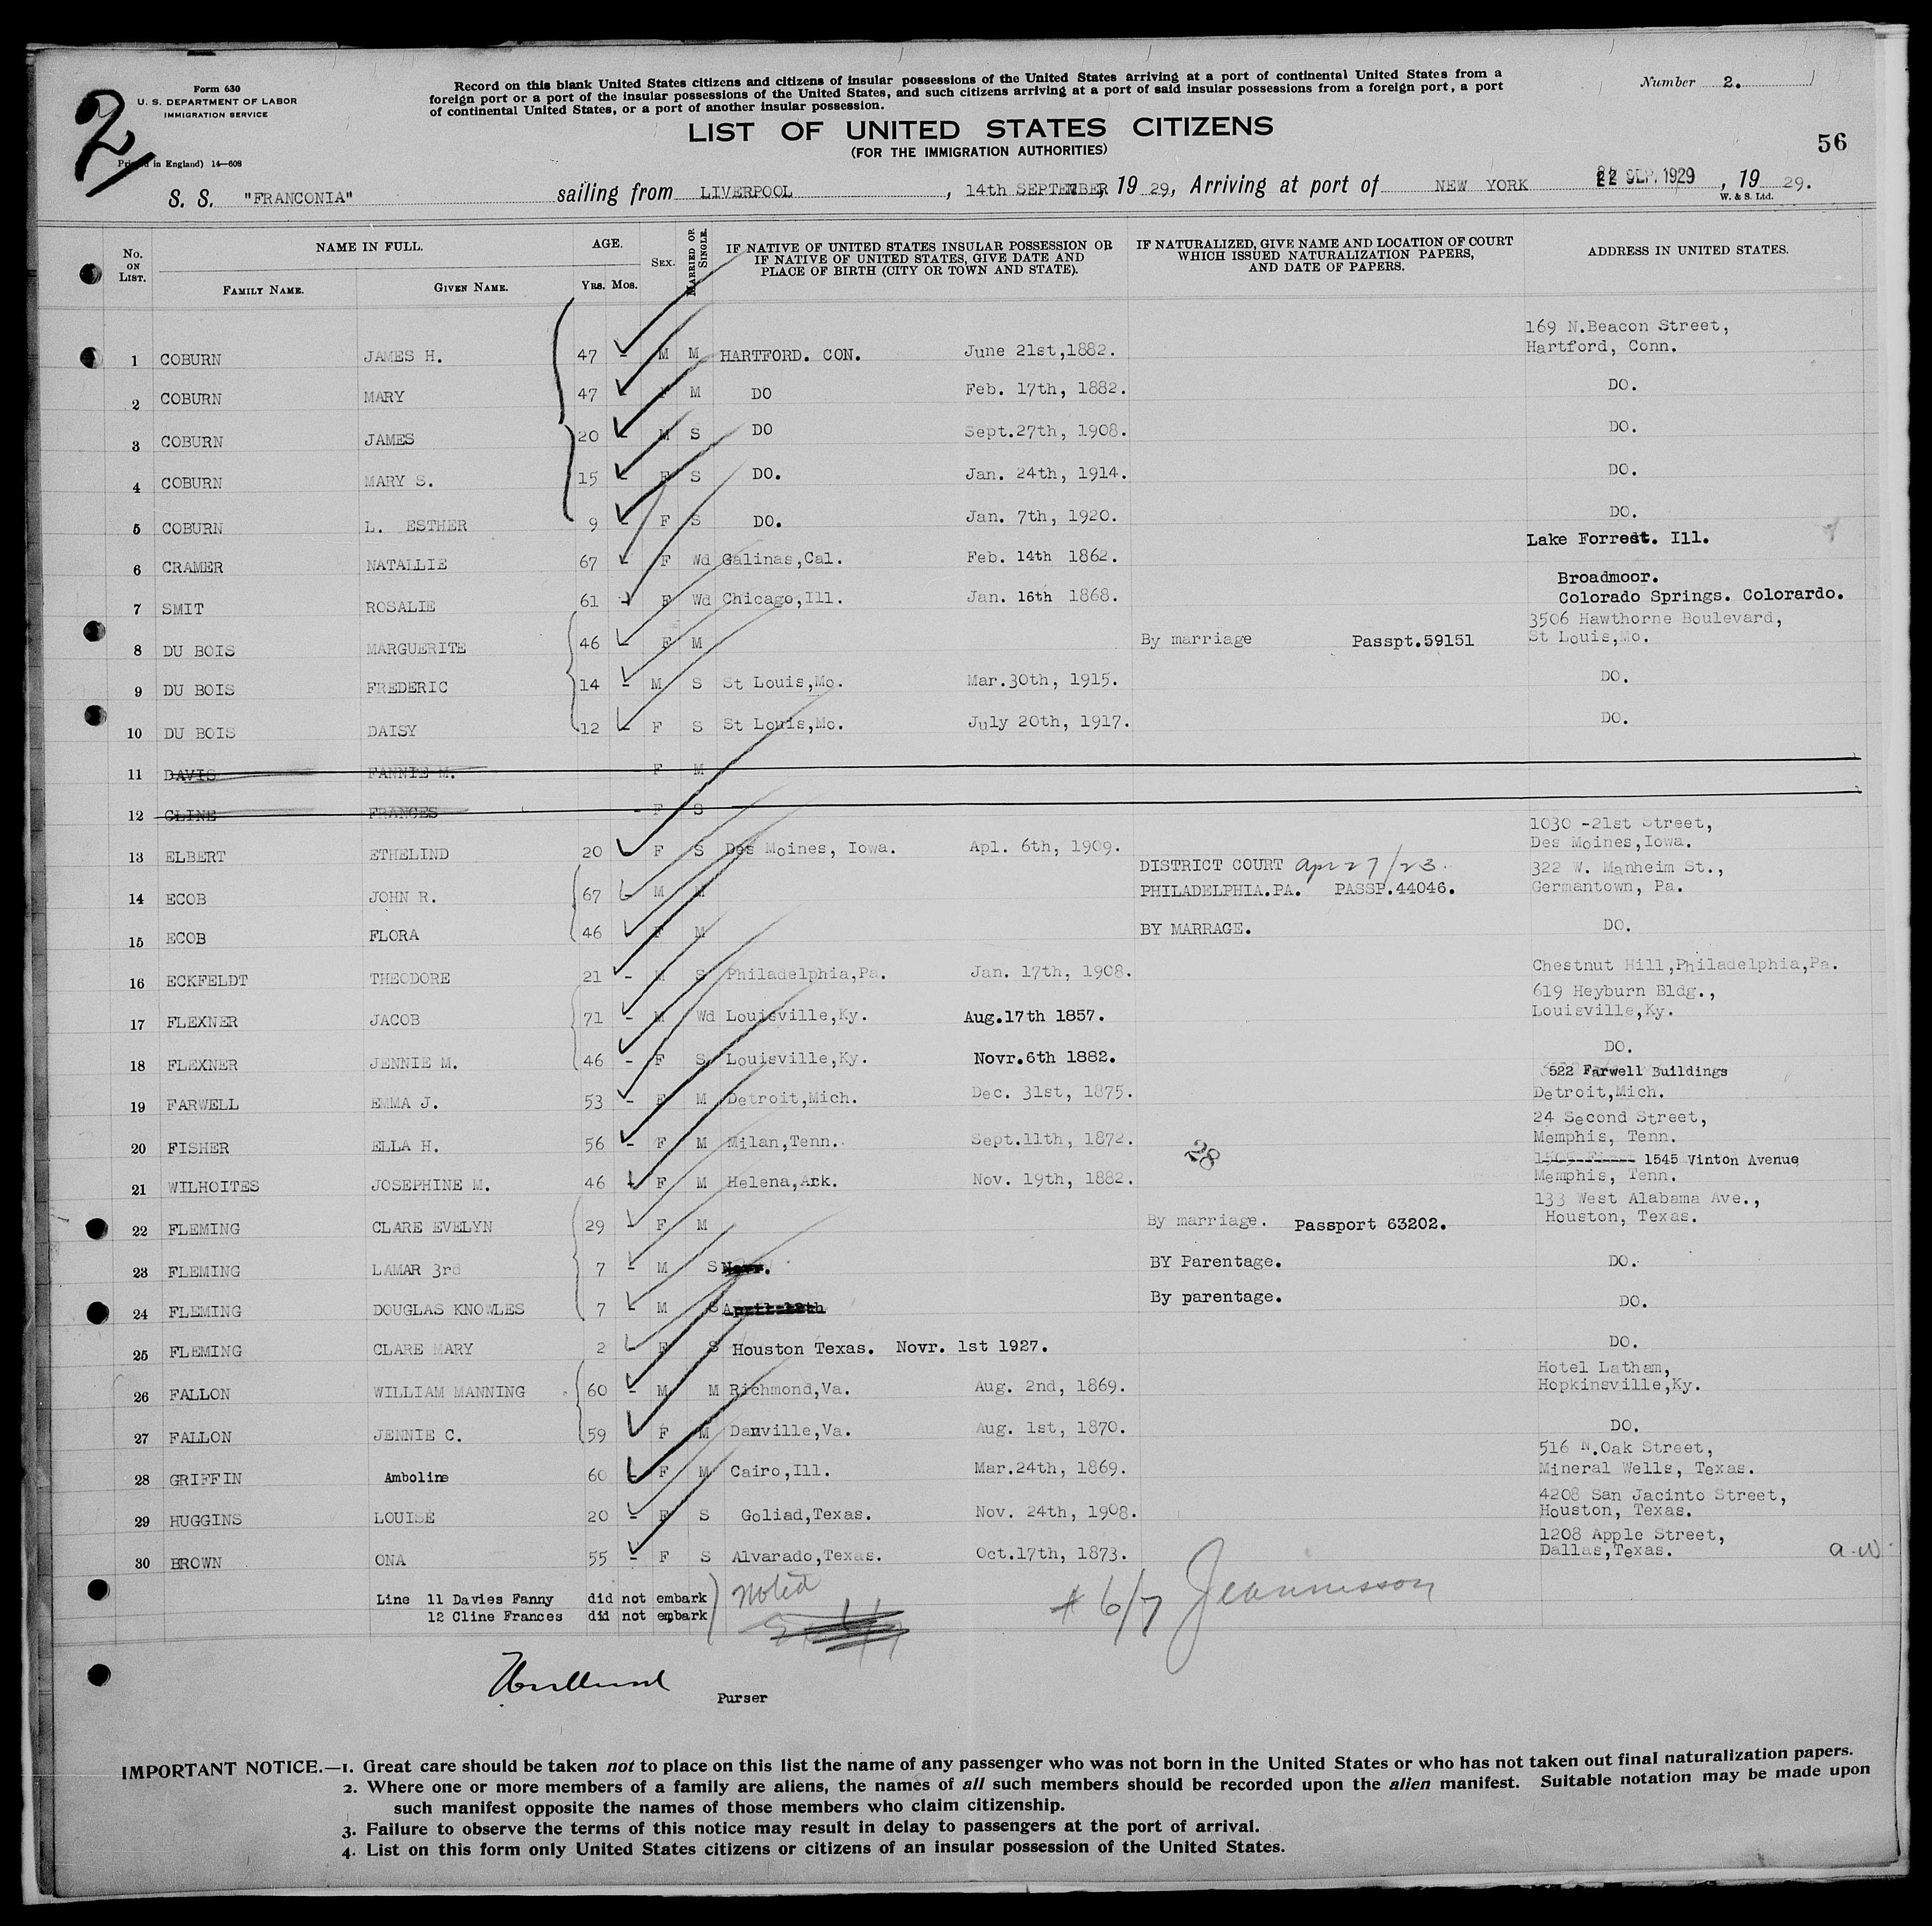 2
Form 630
U. S. DEPARTMENT OF LABOR
IMMIGRATION SERVICE
in England) 14—608
Record on this blank United States citizens and citizens of insular possessions of the United States arriving at a port of continental United States from a
foreign port or a port of the insular possessions of the United States, and such citizens arriving at a port of said insular possessions from a foreign port, a port
of continental United States, or a port of another insular possession.
Number 2.
LIST OF UNITED STATES CITIZENS
(FOR THE IMMIGRATION AUTHORITIES)
56
S. S. "FRANCONIA" sailing from LIVERPOOL, 14th SEPTEMBER, 19 29, Arriving at port of NEW YORK 22 SEP. 1929, 19 29.
W. & S. Ltd.
No. ON LIST. NAME IN FULL. FAMILY NAME. GIVEN NAME. AGE. Yrs. Mos. SEX. MARRIED OR SINGLE. IF NATIVE OF UNITED STATES INSULAR POSSESSION OR IF NATIVE OF UNITED STATES, GIVE DATE AND PLACE OF BIRTH (CITY OR TOWN AND STATE). IF NATURALIZED, GIVE NAME AND LOCATION OF COURT WHICH ISSUED NATURALIZATION PAPERS, AND DATE OF PAPERS. ADDRESS IN UNITED STATES.
169 N.Beacon Street,
1 COBURN JAMES H. 47 - M M HARTFORD. CON. June 21st,1882. Hartford, Conn.
2 COBURN MARY 47 - F M DO Feb. 17th, 1882. DO.
3 COBURN JAMES 20 - M S DO Sept.27th, 1908. DO.
4 COBURN MARY S. 15 - F S DO. Jan. 24th, 1914. DO.
5 COBURN L. ESTHER 9 - F S DO. Jan. 7th, 1920. DO.
Lake Forrest. Ill.
6 CRAMER NATALLIE 67 - F Wd Galinas,Cal. Feb. 14th 1862.
Broadmoor.
7 SMIT ROSALIE 61 - F Wd Chicago,Ill. Jan. 16th 1868. Colorado Springs. Colorardo.
3506 Hawthorne Boulevard,
8 DU BOIS MARGUERITE 46 - F M By marriage Passpt.59151 St Louis,Mo.
9 DU BOIS FREDERIC 14 - M S St Louis,Mo. Mar.30th, 1915. DO.
10 DU BOIS DAISY 12 - F S St Louis,Mo. July 20th, 1917. DO.
11 DAVIS FANNIE M. F M
12 CLINE FRANCES - F S
1030 -21st Street,
13 ELBERT ETHELIND 20 F S Des Moines, Iowa. Apl. 6th, 1909. Des Moines,Iowa.
DISTRICT COURT apr 27/23. 322 W. Manheim St.,
14 ECOB JOHN R. 67 - M M PHILADELPHIA.PA. PASSP.44046. Germantown, Pa.
15 ECOB FLORA 46 - F M BY MARRAGE. DO.
16 ECKFELDT THEODORE 21 - M S Philadelphia,Pa. Jan. 17th, 1908. Chestnut Hill,Philadelphia,Pa.
619 Heyburn Bldg.,
17 FLEXNER JACOB 71 - M Wd Louisville,Ky. Aug.17th 1857. Louisville,Ky.
18 FLEXNER JENNIE M. 46 - F S Louisville,Ky. Novr.6th 1882. DO.
522 Farwell Buildings
19 FARWELL EMMA J. 53 - F M Detroit,Mich. Dec. 31st, 1875. Detroit,Mich.
24 Second Street,
20 FISHER ELLA H. 56 - F M Milan,Tenn. Sept.11th, 1872. 28 Memphis, Tenn.
1545 Vinton Avenue
21 WILHOITES JOSEPHINE M. 46 - F M Helena,Ark. Nov. 19th, 1882. Memphis, Tenn.
133 West Alabama Ave.,
22 FLEMING CLARE EVELYN 29 - F M By marriage. Passport 63202. Houston, Texas.
23 FLEMING LAMAR 3rd 7 - M S Novr. BY Parentage. DO.
24 FLEMING DOUGLAS KNOWLES 7 - M S April 18th By parentage. DO.
25 FLEMING CLARE MARY 2 F S Houston Texas. Novr. 1st 1927. DO.
Hotel Latham,
26 FALLON WILLIAM MANNING 60 - M M Richmond,Va. Aug. 2nd, 1869. Hopkinsville,Ky.
27 FALLON JENNIE C. 59 F M Danville,Va. Aug. 1st, 1870. DO.
516 N.Oak Street,
28 GRIFFIN Amboline 60 - F M Cairo,Ill. Mar.24th, 1869. Mineral Wells, Texas.
4208 San Jacinto Street,
29 HUGGINS LOUISE 20 - F S Goliad,Texas. Nov. 24th, 1908. Houston, Texas.
1208 Apple Street,
30 BROWN ONA 55 - F S Alvarado,Texas. Oct.17th, 1873. Dallas,Texas. a.w.
Line 11 Davies Fanny did not embark
12 Cline Frances did not embark
Noted
# 6/7 Jeannisson
Purser
IMPORTANT NOTICE.—1. Great care should be taken not to place on this list the name of any passenger who was not born in the United States or who has not taken out final naturalization papers.
2. Where one or more members of a family are aliens, the names of all such members should be recorded upon the alien manifest. Suitable notation may be made upon
such manifest opposite the names of those members who claim citizenship.
3. Failure to observe the terms of this notice may result in delay to passengers at the port of arrival.
4. List on this form only United States citizens or citizens of an insular possession of the United States.